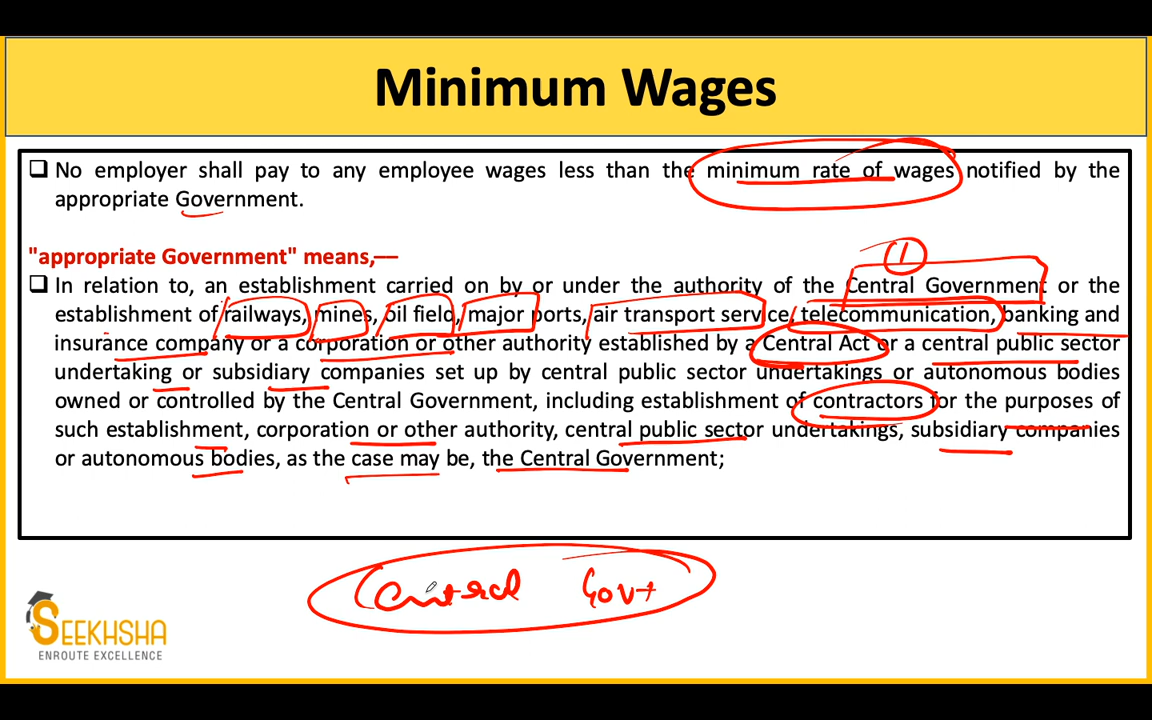 Minimum Wages
No employer shall pay to any employee wages less than the minimum rate of wages notified by the
appropriate Government.
"appropriate Government" means,—
1
In relation to, an establishment carried on by or under the authority of the Central Government or the
establishment of railways, mines, oil field, major ports, air transport service, telecommunication, banking and
insurance company or a corporation or other authority established by a Central Act or a central public sector
undertaking or subsidiary companies set up by central public sector undertakings or autonomous bodies
owned or controlled by the Central Government, including establishment of contractors for the purposes of
such establishment, corporation or other authority, central public sector undertakings, subsidiary companies
or autonomous bodies, as the case may be, the Central Government;
Central Govt
SEEKHSHA
ENROUTE EXCELLENCE